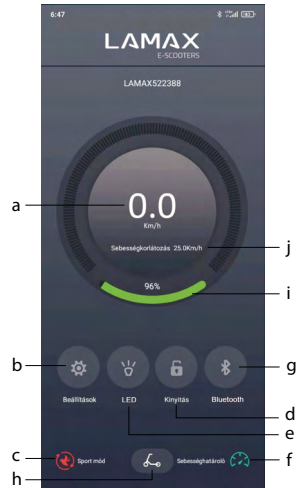 6:47
LAMAX
E-SCOOTERS
LAMAX522388
a
0.0
Km/h
Sebességkorlátozás 25.0Km/h
j
96%
i
b
g
Beállítások LED Kinyitás Bluetooth
d
e
c
Sport mód
Sebességhatároló
f
h